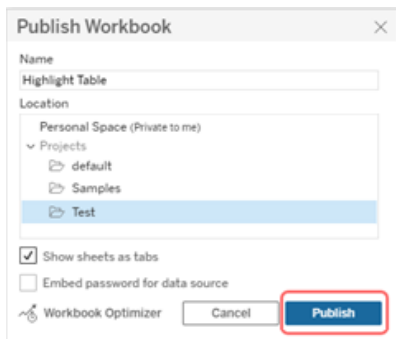 Publish Workbook
Name
Highlight Table
Location
Personal Space (Private to me)
Projects
default
Samples
Test
Show sheets as tabs
Embed password for data source
Workbook Optimizer Cancel Publish